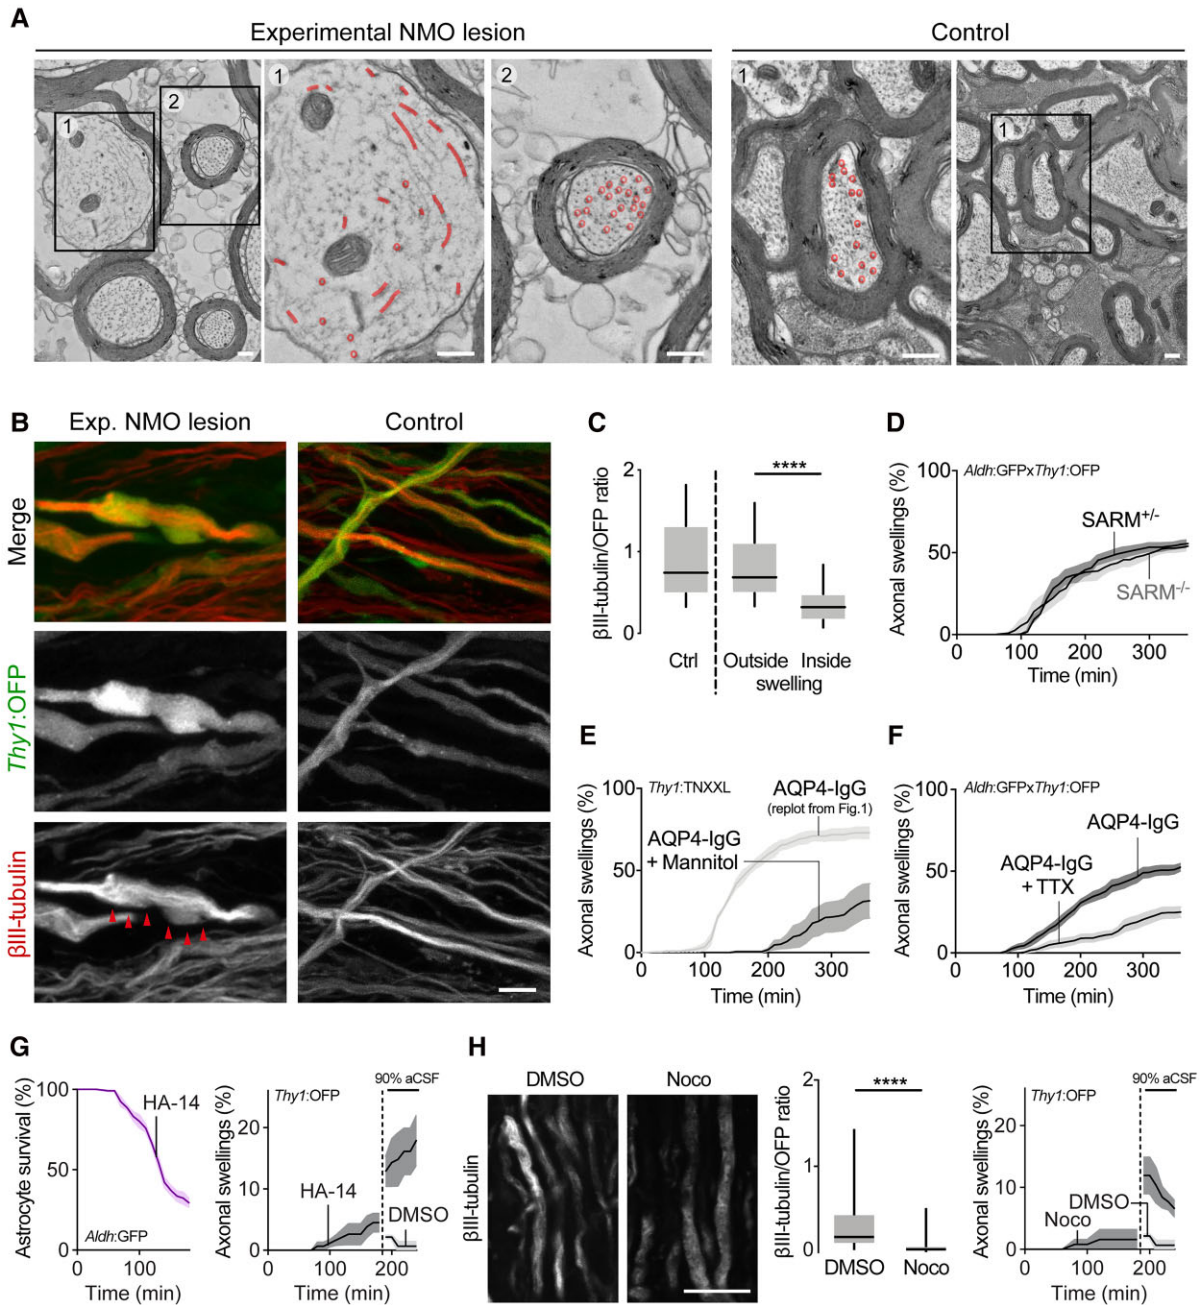 A
Experimental NMO lesion
Control
1
2
1
2
1
1
B
Exp. NMO lesion
Control
Merge
Thy1:OFP
βIII-tubulin
C
βIII-tubulin/OFP ratio
2
1
0
****
Ctrl
Outside
Inside
swelling
D
Axonal swellings (%)
100
50
0
Aldh:GFPxThy1:OFP
SARM+/-
SARM-/-
0
100
200
300
Time (min)
E
Axonal swellings (%)
100
50
0
Thy1:TNXXL
AQP4-IgG
(replot from Fig.1)
AQP4-IgG
+ Mannitol
0
100
200
300
Time (min)
F
Axonal swellings (%)
100
50
0
Aldh:GFPxThy1:OFP
AQP4-IgG
AQP4-IgG
+ TTX
0
100
200
300
Time (min)
G
Astrocyte survival (%)
100
50
0
HA-14
Aldh:GFP
0
100
Time (min)
Axonal swellings (%)
20
10
0
Thy1:OFP
90% aCSF
HA-14
DMSO
0
100
200
Time (min)
H
DMSO
Noco
βIII-tubulin
βIII-tubulin/OFP ratio
2
1
0
****
DMSO
Noco
Axonal swellings (%)
20
10
0
Thy1:OFP
90% aCSF
DMSO
Noco
0
100
200
Time (min)